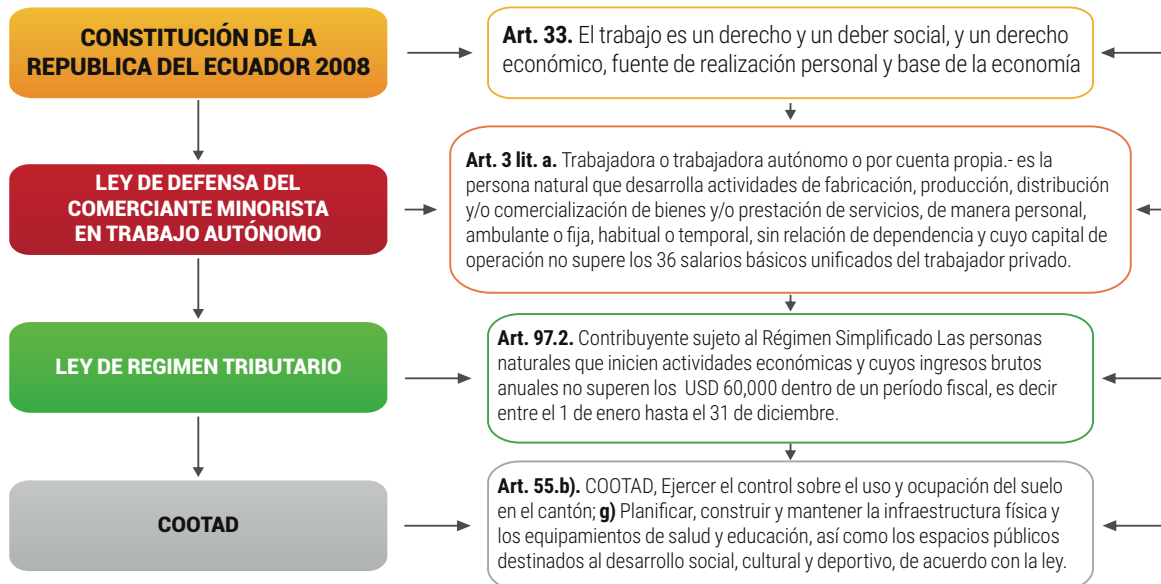 CONSTITUCIÓN DE LA
REPUBLICA DEL ECUADOR 2008
Art. 33. El trabajo es un derecho y un deber social, y un derecho
económico, fuente de realización personal y base de la economía
LEY DE DEFENSA DEL
COMERCIANTE MINORISTA
EN TRABAJO AUTÓNOMO
Art. 3 lit. a. Trabajadora o trabajadora autónomo o por cuenta propia.- es la
persona natural que desarrolla actividades de fabricación, producción, distribución
y/o comercialización de bienes y/o prestación de servicios, de manera personal,
ambulante o fija, habitual o temporal, sin relación de dependencia y cuyo capital de
operación no supere los 36 salarios básicos unificados del trabajador privado.
LEY DE REGIMEN TRIBUTARIO
Art. 97.2. Contribuyente sujeto al Régimen Simplificado Las personas
naturales que inicien actividades económicas y cuyos ingresos brutos
anuales no superen los USD 60,000 dentro de un período fiscal, es decir
entre el 1 de enero hasta el 31 de diciembre.
COOTAD
Art. 55.b). COOTAD, Ejercer el control sobre el uso y ocupación del suelo
en el cantón; g) Planificar, construir y mantener la infraestructura física y
los equipamientos de salud y educación, así como los espacios públicos
destinados al desarrollo social, cultural y deportivo, de acuerdo con la ley.